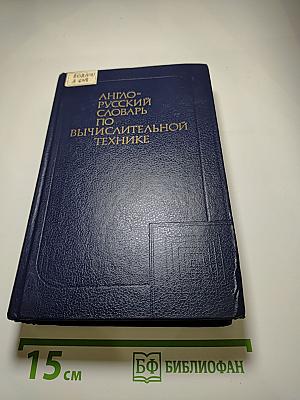 АНГЛО-
РУССКИЙ
СЛОВАРЬ
ПО
ВЫЧИСЛИТЕЛЬНОЙ
ТЕХНИКЕ
15 см
БФ БИБЛИОФАН